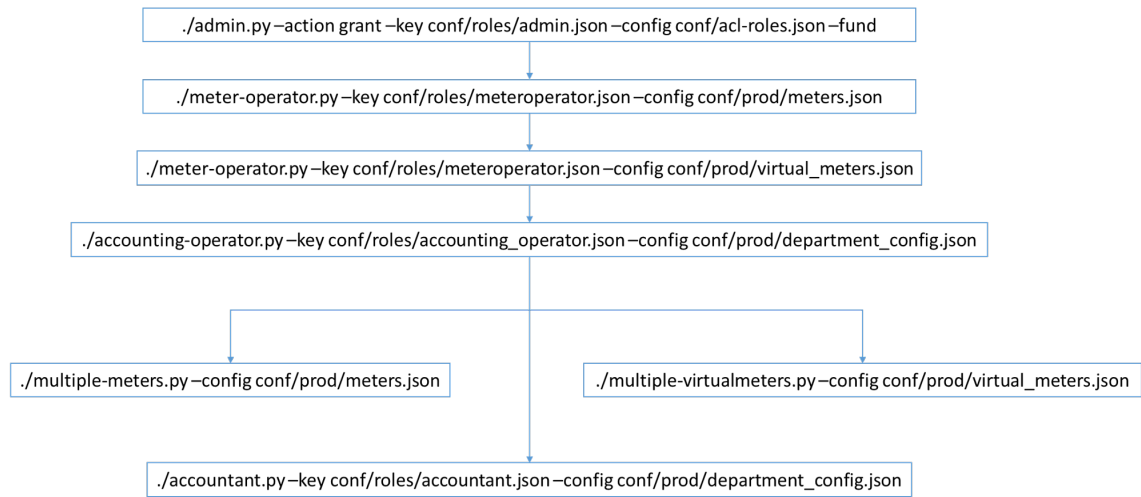 ./admin.py –action grant –key conf/roles/admin.json –config conf/acl-roles.json –fund
./meter-operator.py –key conf/roles/meteroperator.json –config conf/prod/meters.json
./meter-operator.py –key conf/roles/meteroperator.json –config conf/prod/virtual_meters.json
./accounting-operator.py –key conf/roles/accounting_operator.json –config conf/prod/department_config.json
./multiple-meters.py –config conf/prod/meters.json
./multiple-virtualmeters.py –config conf/prod/virtual_meters.json
./accountant.py –key conf/roles/accountant.json –config conf/prod/department_config.json